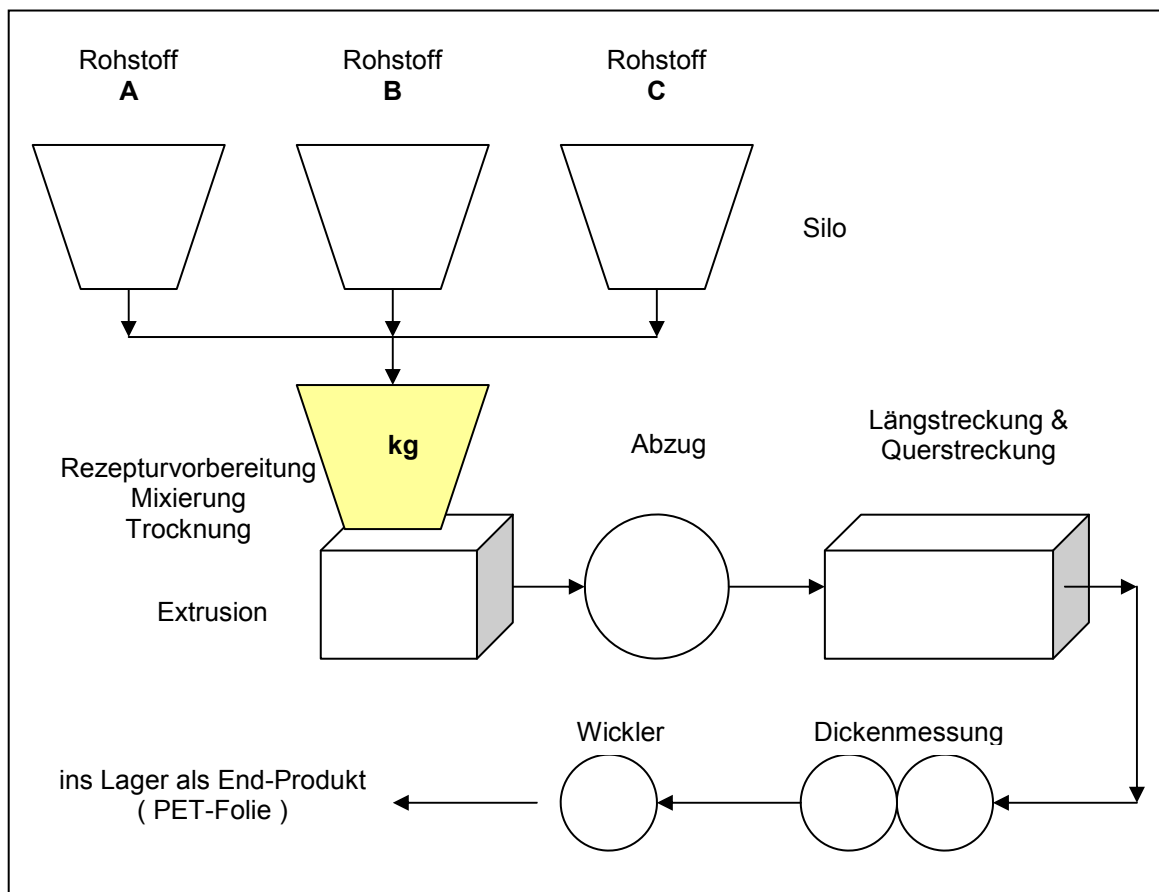 Rohstoff
A
Rohstoff
B
Rohstoff
C
Silo
kg
Rezepturvorbereitung
Mixierung
Trocknung
Abzug
Längstreckung &
Querstreckung
Extrusion
Wickler
Dickenmessung
ins Lager als End-Produkt
( PET-Folie )